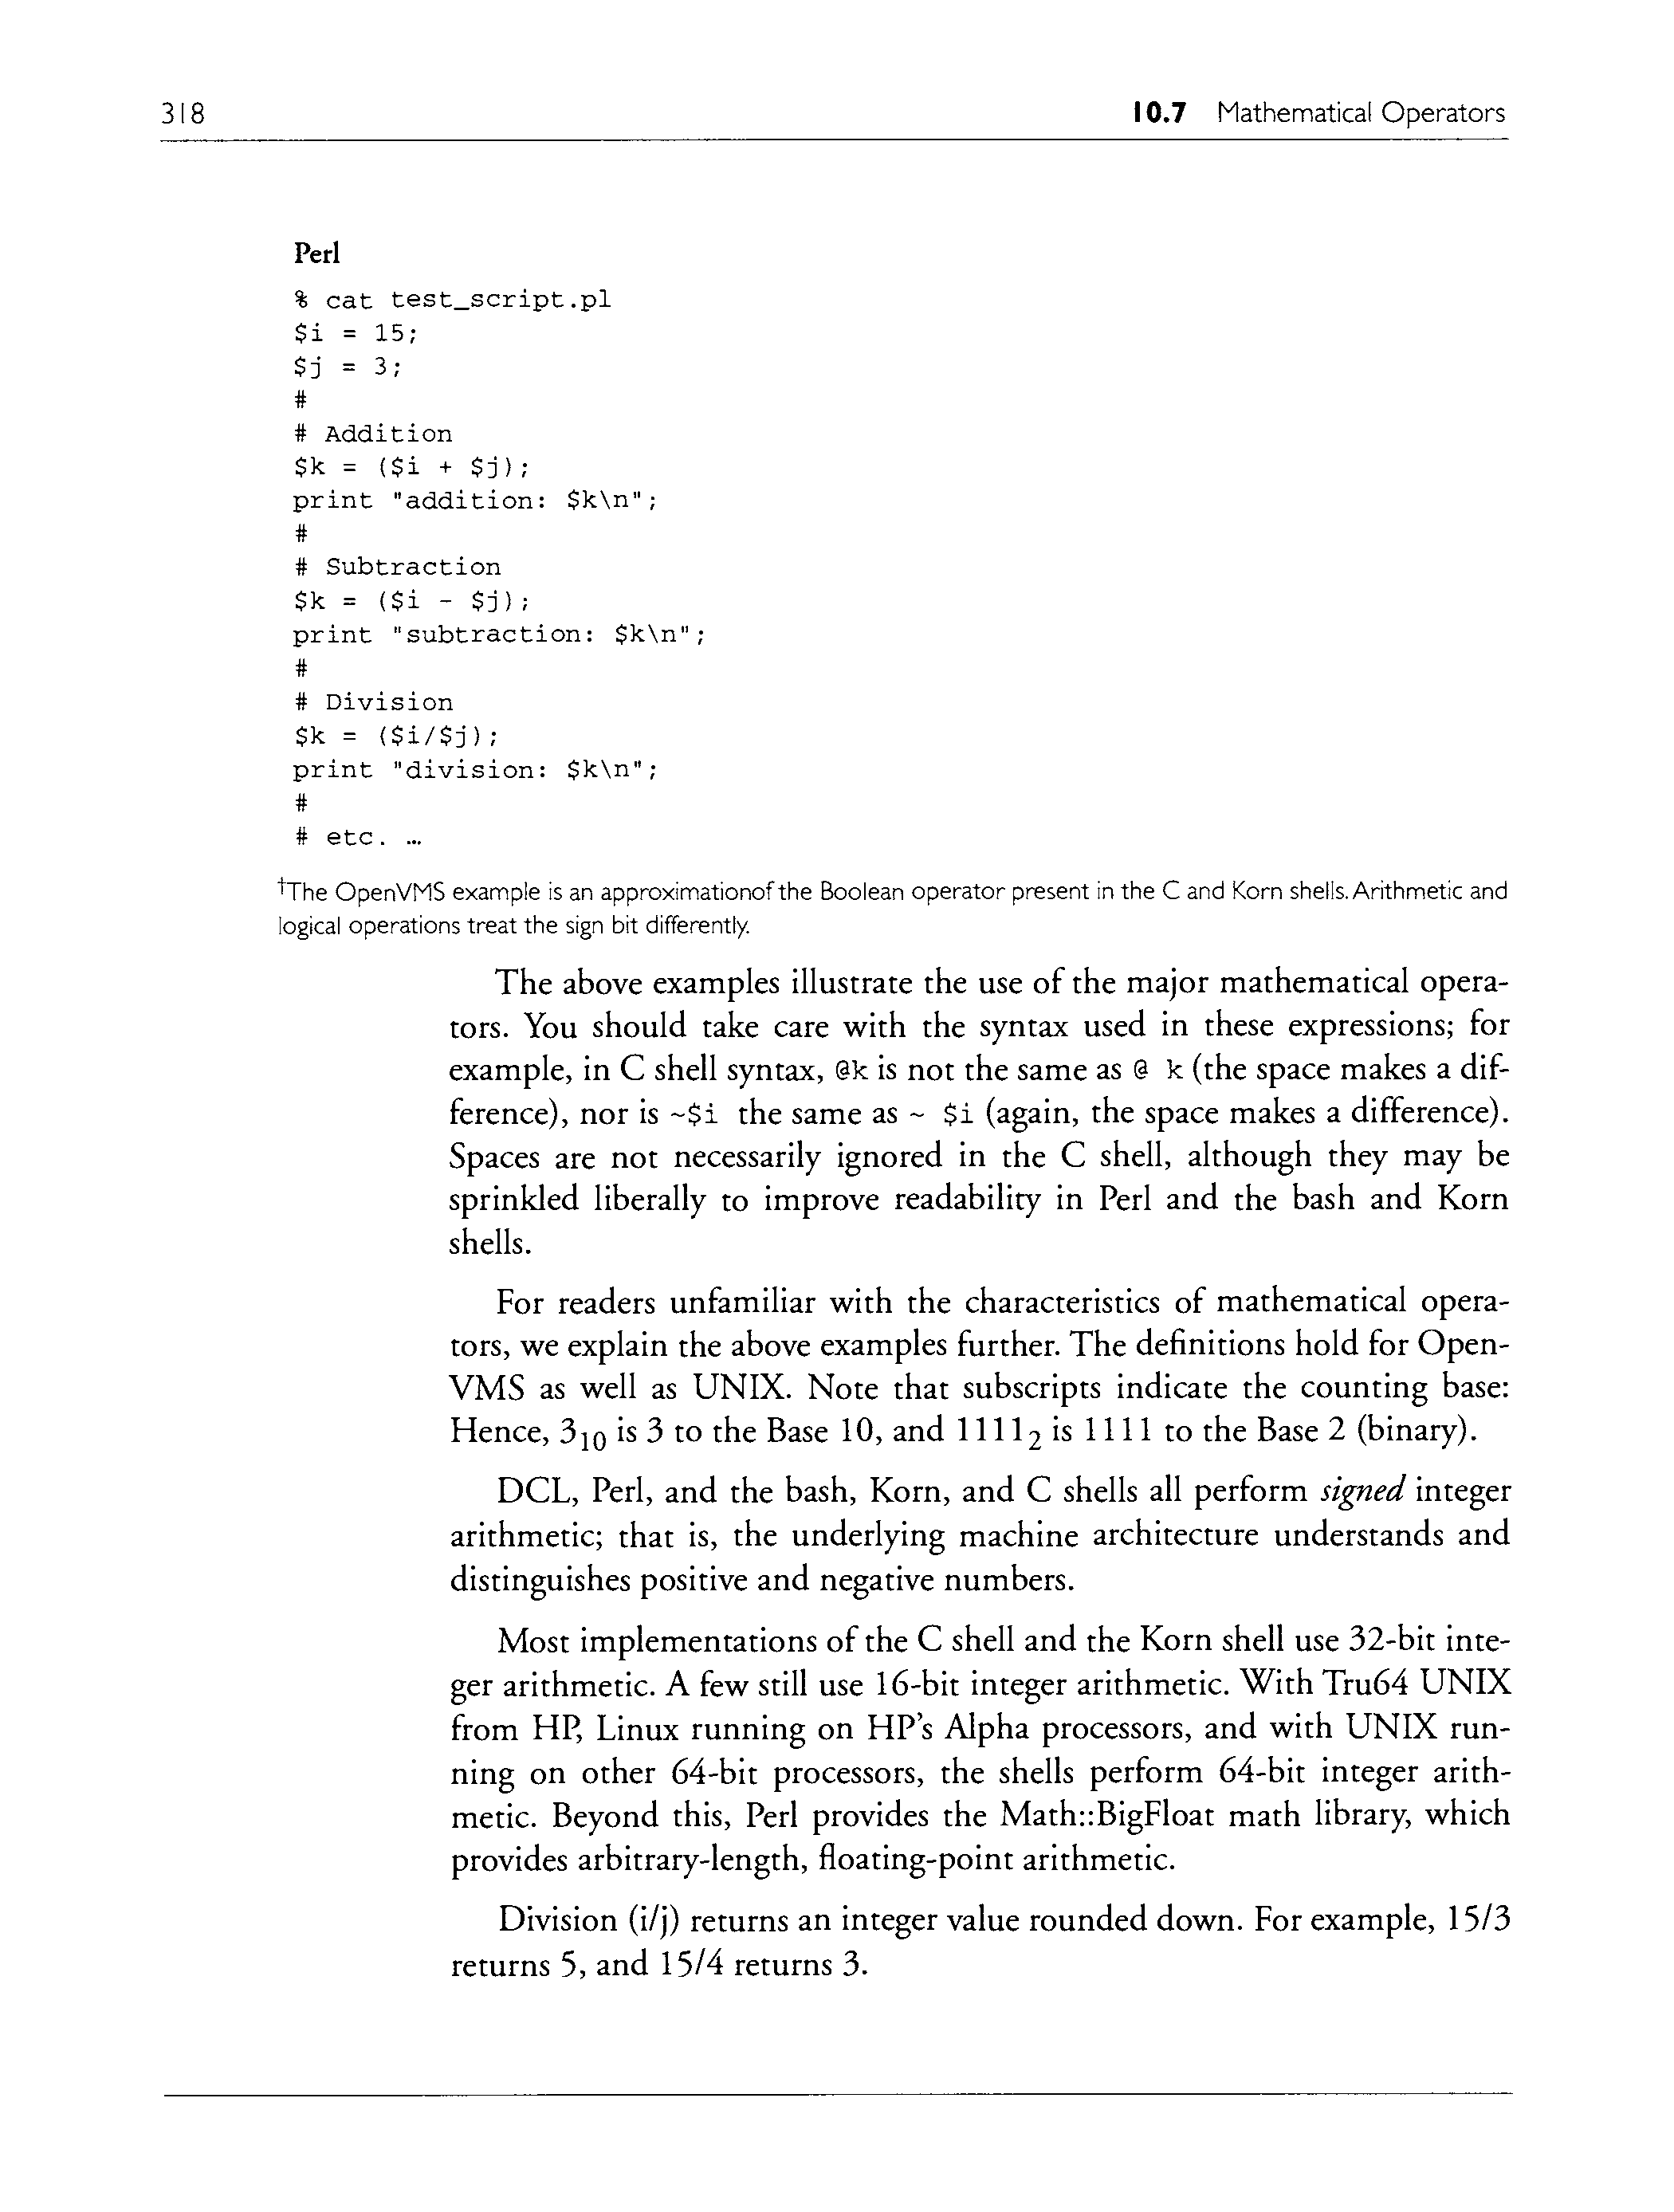 318
10.7 Mathematical Operators
Perl
% cat test_script.pl
$i = 15;
$j = 3;
#
# Addition
$k = ($i + $j);
print "addition: $k\n";
#
# Subtraction
$k = ($i - $j);
print "subtraction: $k\n";
#
# Division
$k = ($i/$j);
print "division: $k\n";
#
# etc. …
†The OpenVMS example is an approximationof the Boolean operator present in the C and Korn shells. Arithmetic and
logical operations treat the sign bit differently.
The above examples illustrate the use of the major mathematical opera-
tors. You should take care with the syntax used in these expressions; for
example, in C shell syntax, @k is not the same as @ k (the space makes a dif-
ference), nor is ~$i the same as ~ $i (again, the space makes a difference).
Spaces are not necessarily ignored in the C shell, although they may be
sprinkled liberally to improve readability in Perl and the bash and Korn
shells.
For readers unfamiliar with the characteristics of mathematical opera-
tors, we explain the above examples further. The definitions hold for Open-
VMS as well as UNIX. Note that subscripts indicate the counting base:
Hence, 3₁₀ is 3 to the Base 10, and 1111₂ is 1111 to the Base 2 (binary).
DCL, Perl, and the bash, Korn, and C shells all perform signed integer
arithmetic; that is, the underlying machine architecture understands and
distinguishes positive and negative numbers.
Most implementations of the C shell and the Korn shell use 32-bit inte-
ger arithmetic. A few still use 16-bit integer arithmetic. With Tru64 UNIX
from HP, Linux running on HP's Alpha processors, and with UNIX run-
ning on other 64-bit processors, the shells perform 64-bit integer arith-
metic. Beyond this, Perl provides the Math::BigFloat math library, which
provides arbitrary-length, floating-point arithmetic.
Division (i/j) returns an integer value rounded down. For example, 15/3
returns 5, and 15/4 returns 3.